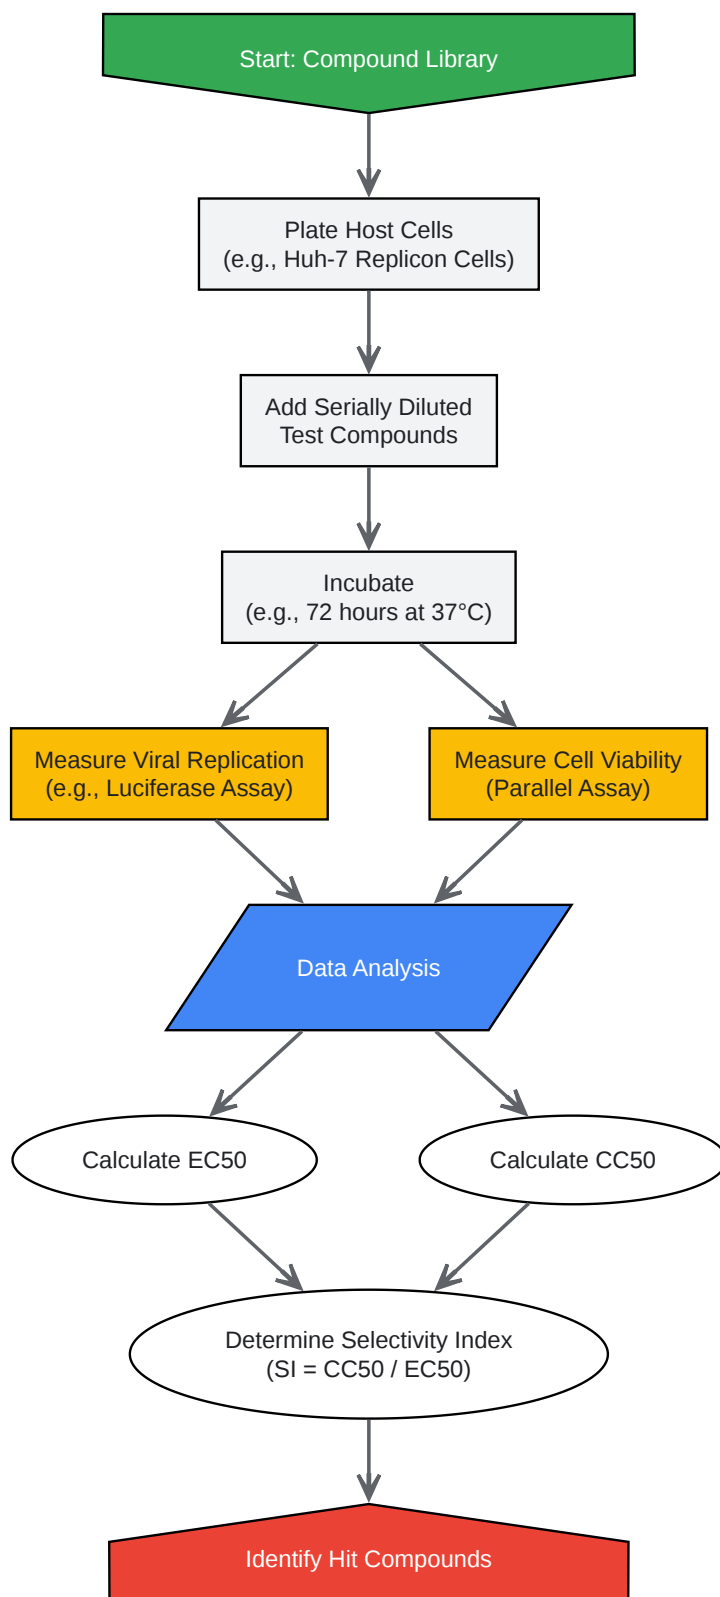 Start: Compound Library
Plate Host Cells
(e.g., Huh-7 Replicon Cells)
Add Serially Diluted
Test Compounds
Incubate
(e.g., 72 hours at 37°C)
Measure Viral Replication
(e.g., Luciferase Assay)
Measure Cell Viability
(Parallel Assay)
Data Analysis
Calculate EC50
Calculate CC50
Determine Selectivity Index
(SI = CC50 / EC50)
Identify Hit Compounds